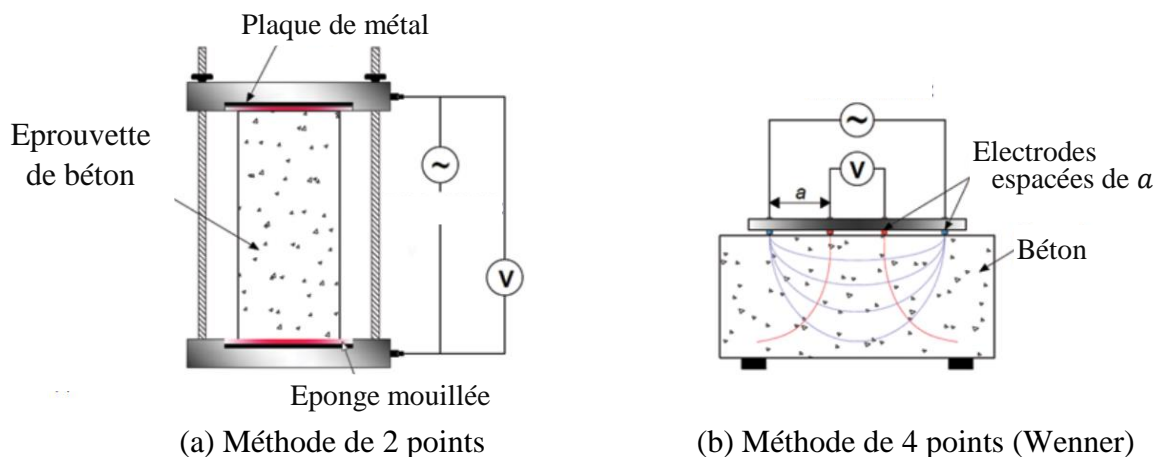 Plaque de métal
Eprouvette
de béton
~
V
Eponge mouillée
(a) Méthode de 2 points
~
V
a
Electrodes
espacées de a
Béton
(b) Méthode de 4 points (Wenner)